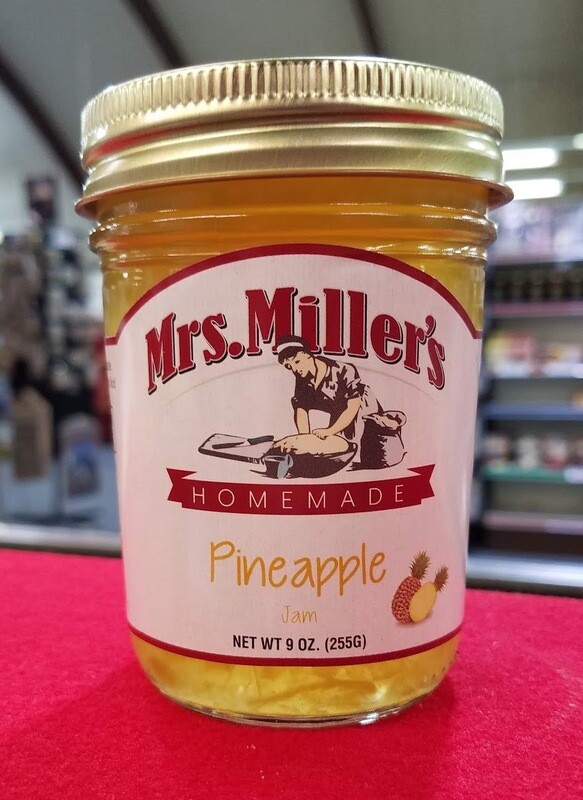 Mrs. Miller's
HOMEMADE
Pineapple
Jam
NET WT 9 OZ. (255G)